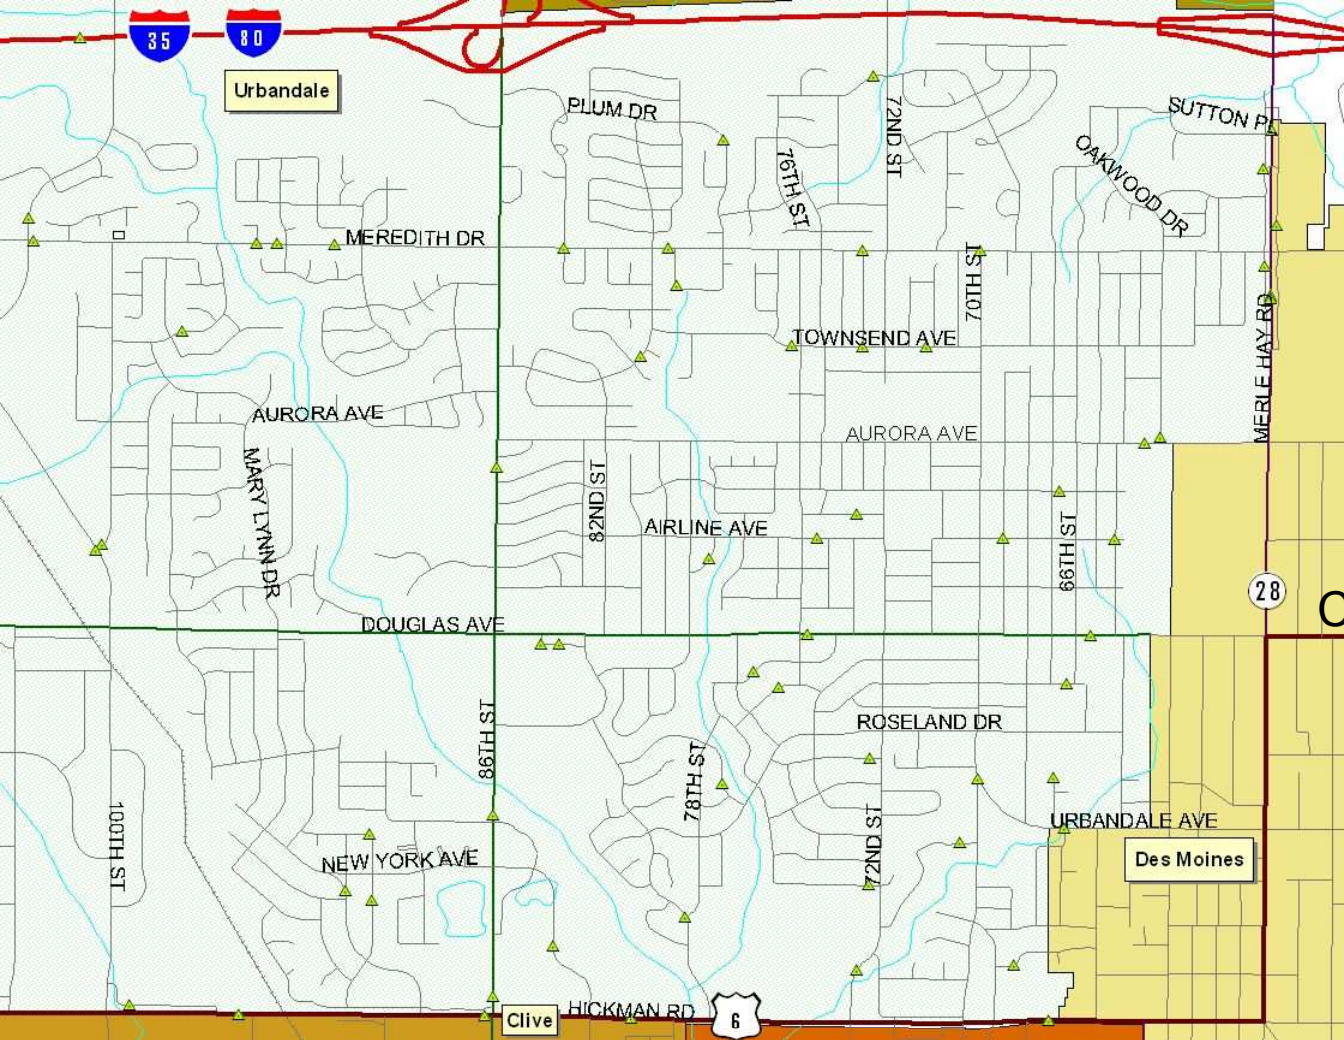 35
80
Urbandale
PLUM DR
72ND ST
SUTTON
76TH ST
OAKWOOD DR
MEREDITH DR
70TH ST
TOWNSEND AVE
MERLE HAY RD
AURORA AVE
AURORA AVE
MARY LYNN DR
82ND ST
AIRLINE AVE
66TH ST
28
DOUGLAS AVE
86TH ST
ROSELAND DR
78TH ST
100TH ST
72ND ST
URBANDALE AVE
NEW YORK AVE
Des Moines
HICKMAN RD
Clive
6